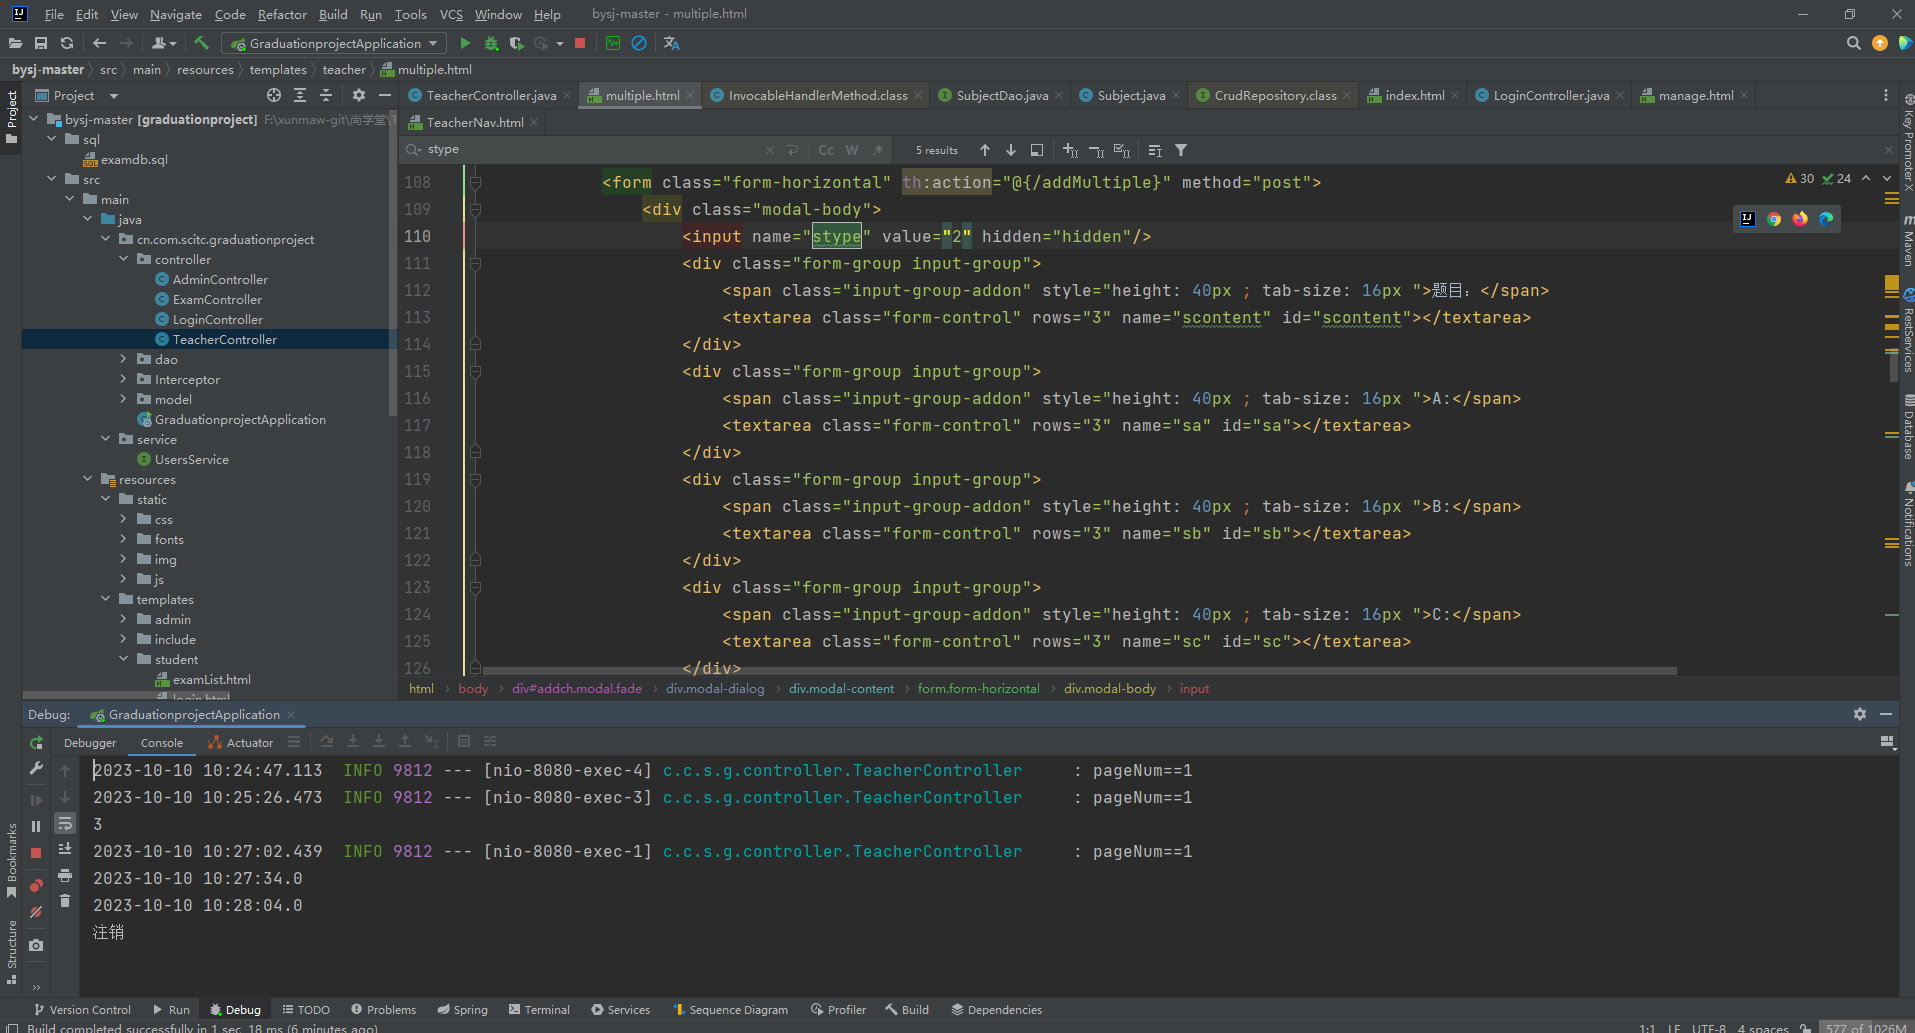 File Edit View Navigate Code Refactor Build Run Tools VCS Window Help bysj-master - multiple.html
GraduationprojectApplication
bysj-master src main resources templates teacher multiple.html
Project
TeacherController.java multiple.html InvocableHandlerMethod.class SubjectDao.java Subject.java CrudRepository.class index.html LoginController.java manage.html
TeacherNav.html
stype Cc W .* 5 results
Project
bysj-master [graduationproject] F:\xunmaw-git\尚学堂\1
sql
examdb.sql
src
main
java
cn.com.scitc.graduationproject
controller
AdminController
ExamController
LoginController
TeacherController
dao
Interceptor
model
GraduationprojectApplication
service
UsersService
resources
static
css
fonts
img
js
templates
admin
include
student
examList.html
login.html
30 24
108 <form class="form-horizontal" th:action="@{/addMultiple}" method="post">
109 <div class="modal-body">
110 <input name="stype" value="2" hidden="hidden"/>
111 <div class="form-group input-group">
112 <span class="input-group-addon" style="height: 40px ; tab-size: 16px ">题目：</span>
113 <textarea class="form-control" rows="3" name="scontent" id="scontent"></textarea>
114 </div>
115 <div class="form-group input-group">
116 <span class="input-group-addon" style="height: 40px ; tab-size: 16px ">A:</span>
117 <textarea class="form-control" rows="3" name="sa" id="sa"></textarea>
118 </div>
119 <div class="form-group input-group">
120 <span class="input-group-addon" style="height: 40px ; tab-size: 16px ">B:</span>
121 <textarea class="form-control" rows="3" name="sb" id="sb"></textarea>
122 </div>
123 <div class="form-group input-group">
124 <span class="input-group-addon" style="height: 40px ; tab-size: 16px ">C:</span>
125 <textarea class="form-control" rows="3" name="sc" id="sc"></textarea>
126 </div>
html body div#addch.modal.fade div.modal-dialog div.modal-content form.form-horizontal div.modal-body input
Key Promoter X
Maven
RestServices
Database
Notifications
Debug: GraduationprojectApplication
Debugger Console Actuator
2023-10-10 10:24:47.113 INFO 9812 --- [nio-8080-exec-4] c.c.s.g.controller.TeacherController : pageNum==1
2023-10-10 10:25:26.473 INFO 9812 --- [nio-8080-exec-3] c.c.s.g.controller.TeacherController : pageNum==1
3
2023-10-10 10:27:02.439 INFO 9812 --- [nio-8080-exec-1] c.c.s.g.controller.TeacherController : pageNum==1
2023-10-10 10:27:34.0
2023-10-10 10:28:04.0
注销
Bookmarks
Structure
Version Control Run Debug TODO Problems Spring Terminal Services Sequence Diagram Profiler Build Dependencies
Build completed successfully in 1 sec, 18 ms (6 minutes ago) 1:1 LF UTF-8 4 spaces 577 of 1026M